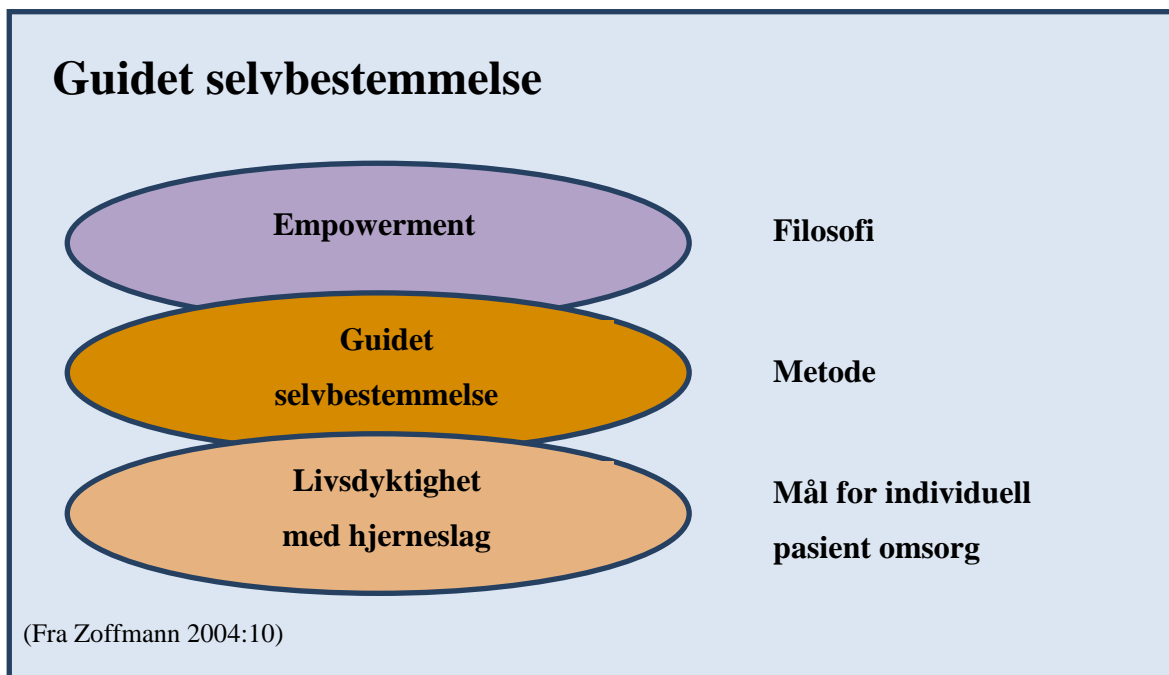 Guidet selvbestemmelse
Empowerment
Filosofi
Guidet
selvbestemmelse
Metode
Livsdyktighet
med hjerneslag
Mål for individuell
pasient omsorg
(Fra Zoffmann 2004:10)